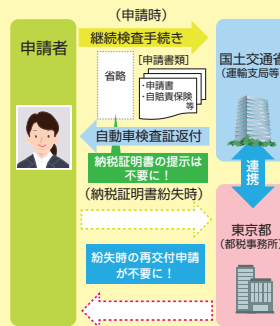 (申請時)
申請者
継続検査手続き
国土交通省
(運輸支局等)
省略
[申請書類]
・申請書
・自賠責保険
等
自動車検査証返付
納税証明書の提示は
不要に!
連携
(納税証明書紛失時)
東京都
(都税事務所)
紛失時の再交付申請
が不要に!